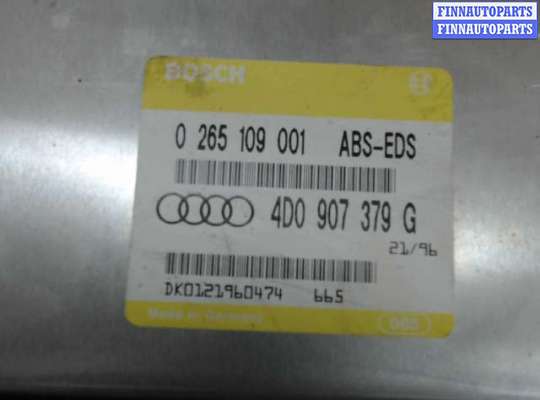 FINNAUTOPARTS
FINNAUTOPARTS
BOSCH
0 265 109 001 ABS-EDS
4D0 907 379 G
21/96
DK0121960474 665
Made in Germany
065